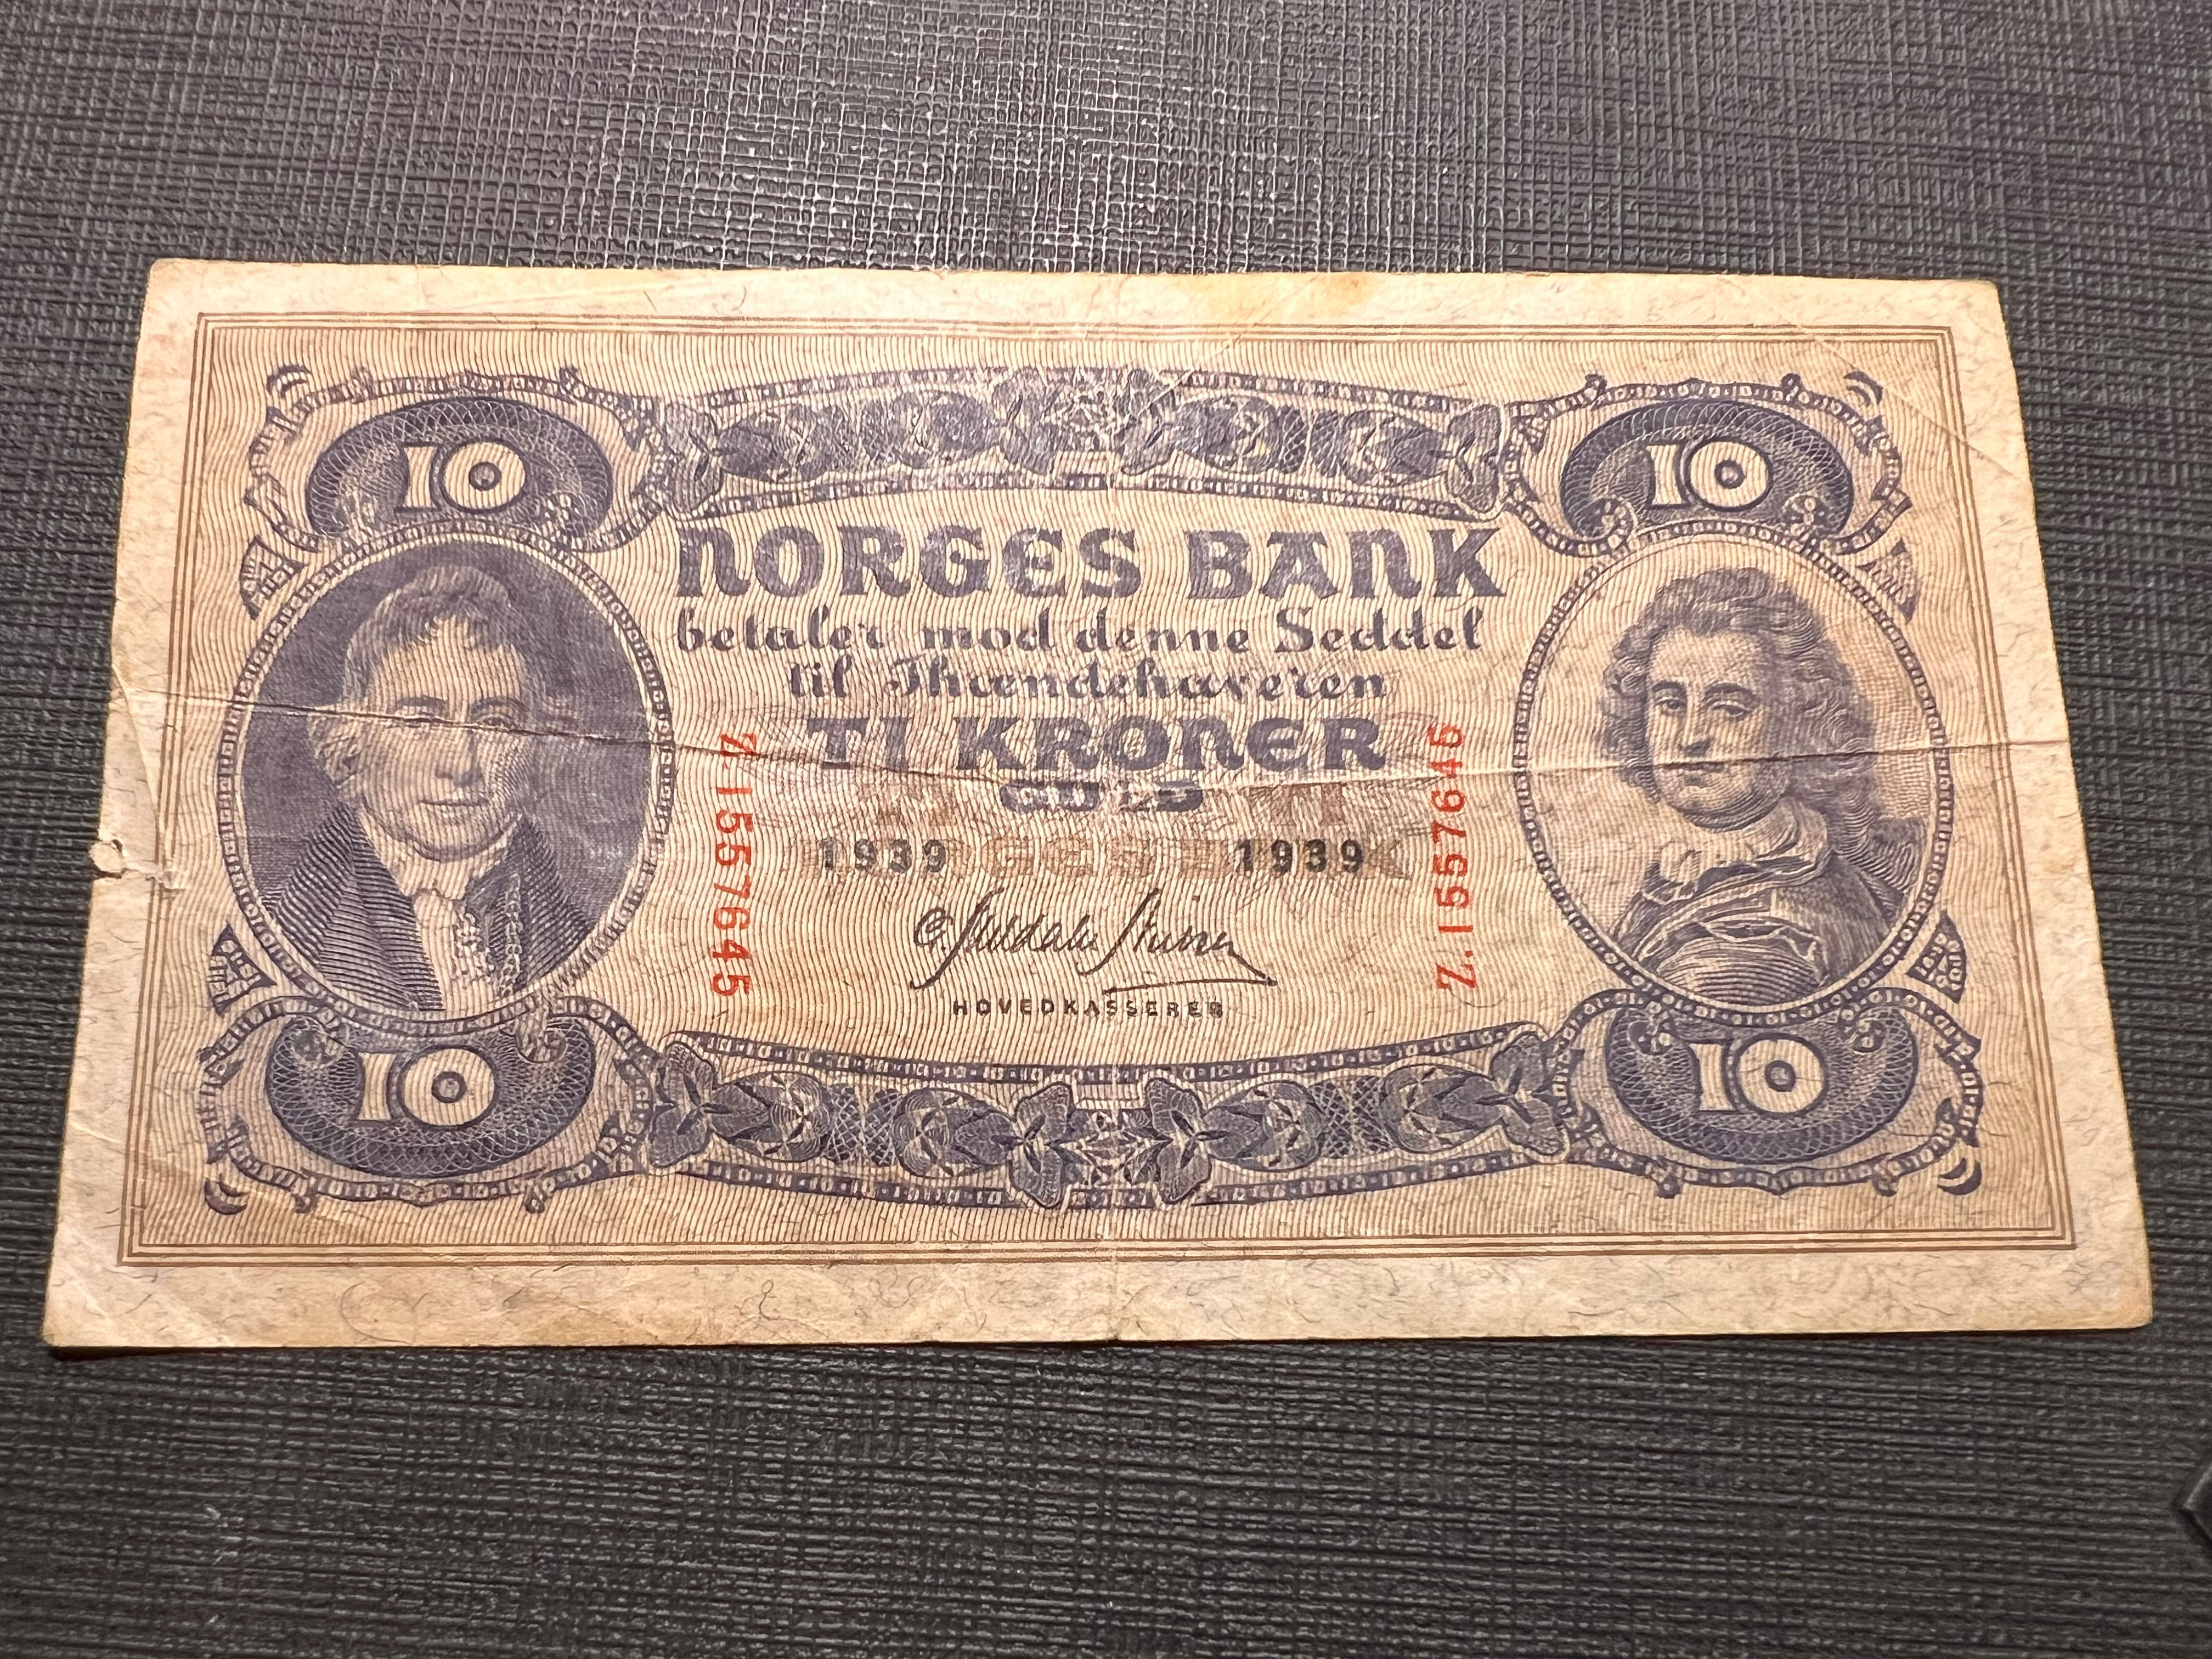 10 10
NORGES BANK
betaler mod denne Seddel
til Ihændehaveren
TI KRONER
GULD
Z.1557645
Z.1557645
1939 1939
HOVEDKASSERER
10 10